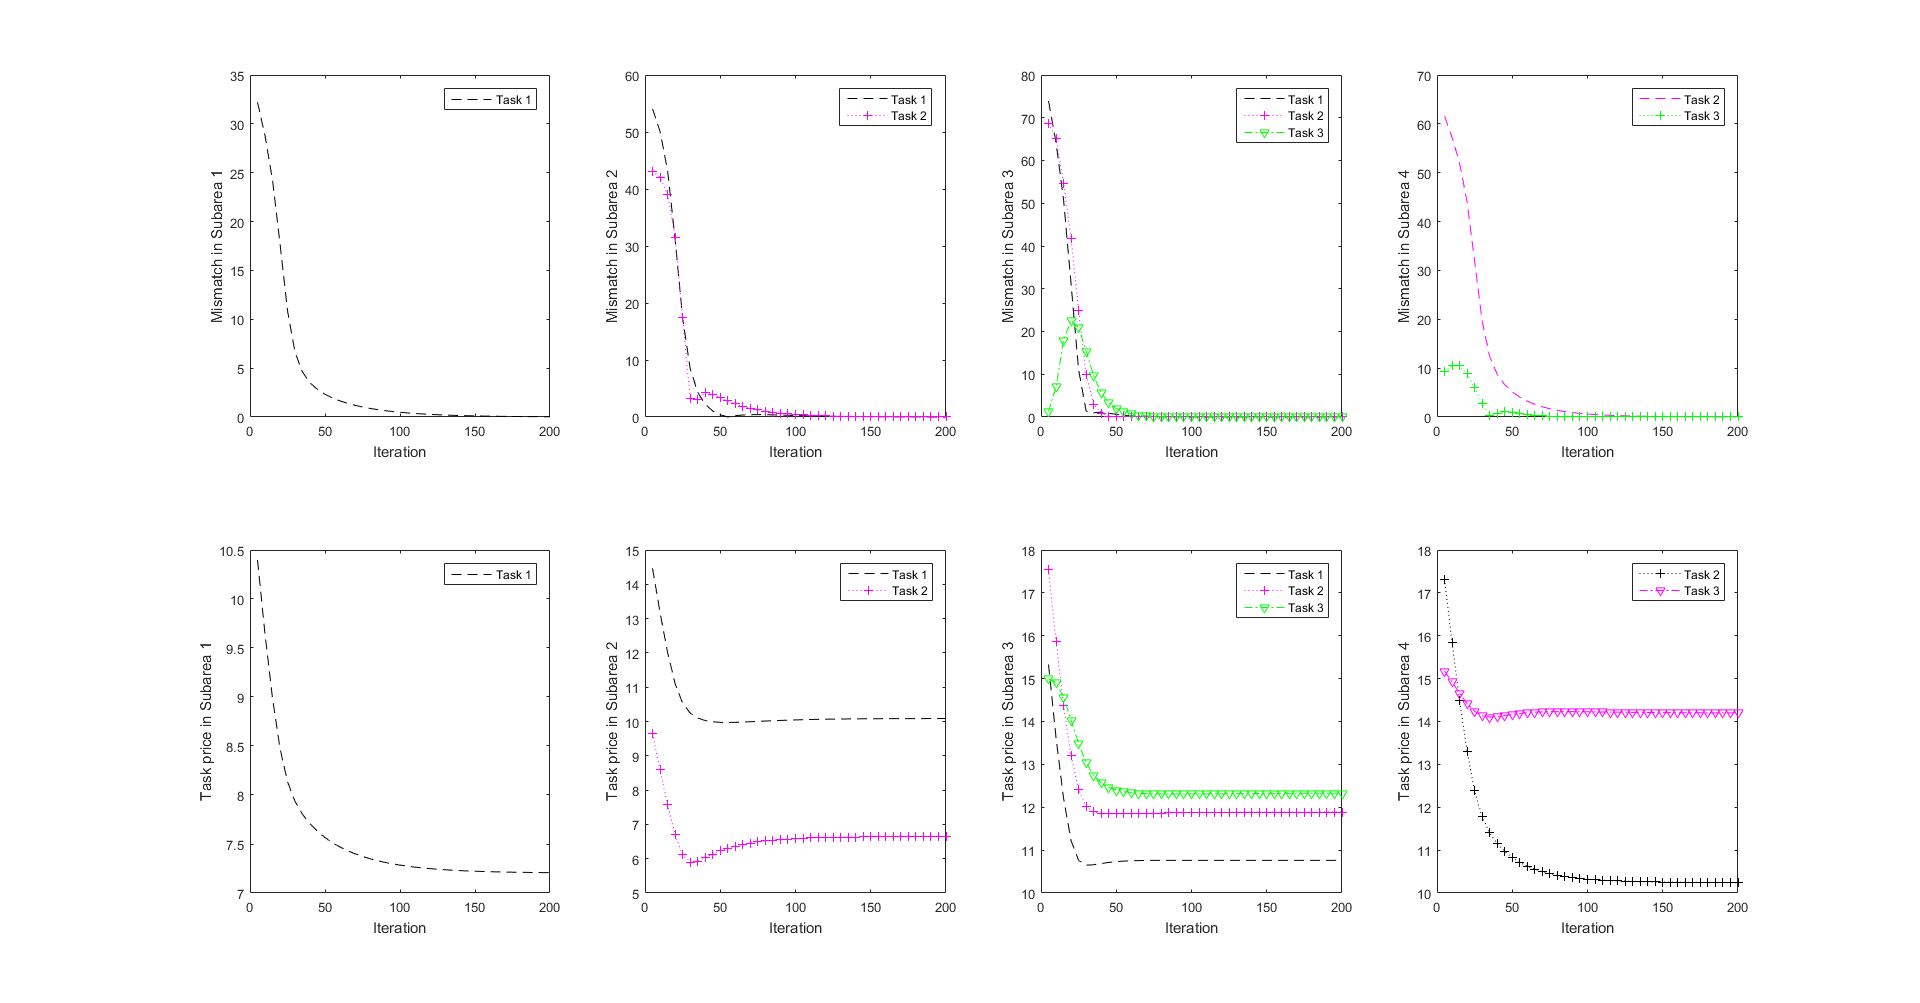 Mismatch in Subarea 1
35
30
25
20
15
10
5
0
0 50 100 150 200
Iteration
Task 1
Mismatch in Subarea 2
60
50
40
30
20
10
0
0 50 100 150 200
Iteration
Task 1
Task 2
Mismatch in Subarea 3
80
70
60
50
40
30
20
10
0
0 50 100 150 200
Iteration
Task 1
Task 2
Task 3
Mismatch in Subarea 4
70
60
50
40
30
20
10
0
0 50 100 150 200
Iteration
Task 2
Task 3
Task price in Subarea 1
10.5
10
9.5
9
8.5
8
7.5
7
0 50 100 150 200
Iteration
Task 1
Task price in Subarea 2
15
14
13
12
11
10
9
8
7
6
5
0 50 100 150 200
Iteration
Task 1
Task 2
Task price in Subarea 3
18
17
16
15
14
13
12
11
10
0 50 100 150 200
Iteration
Task 1
Task 2
Task 3
Task price in Subarea 4
18
17
16
15
14
13
12
11
10
0 50 100 150 200
Iteration
Task 2
Task 3